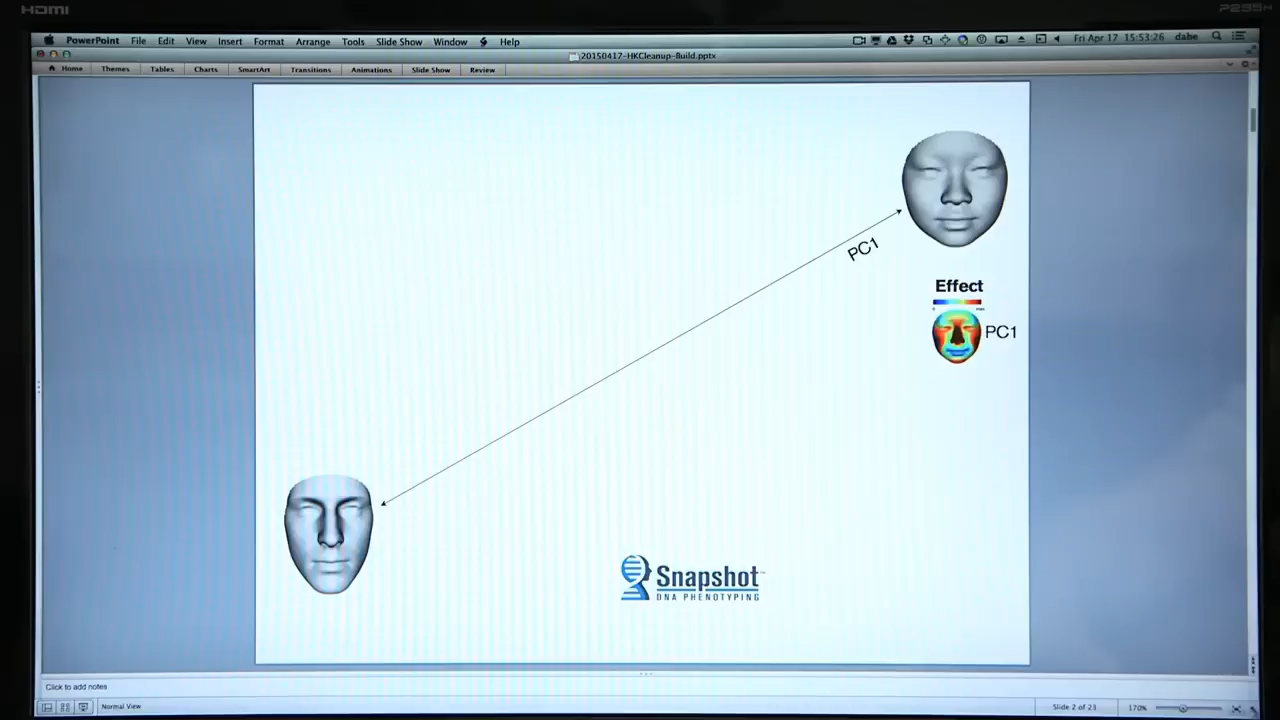 HDMI
P235H
PowerPoint File Edit View Insert Format Arrange Tools Slide Show Window Help
Fri Apr 17 15:53:26 dabe
20150417-HKCleanup-Build.pptx
Home Themes Tables Charts SmartArt Transitions Animations Slide Show Review
PC1
Effect
PC1
Snapshot™
DNA PHENOTYPING
Click to add notes
Normal View
Slide 2 of 23
170%